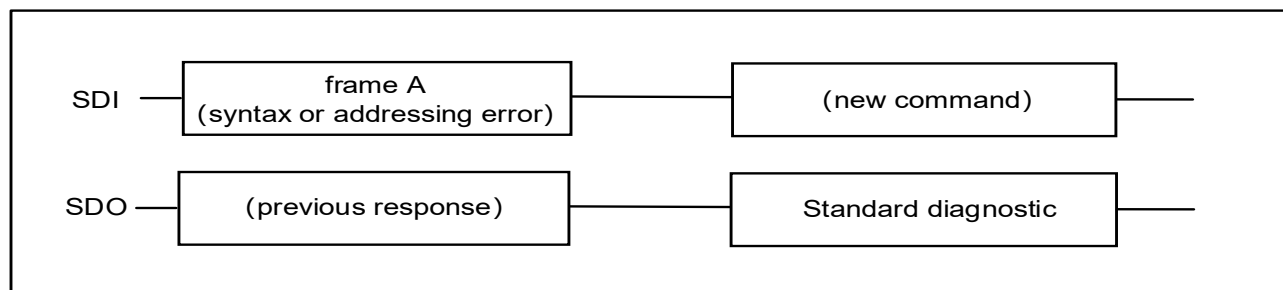 frame A
SDI
(syntax or addressing error)
(new command)
SDO
(previous response)
Standard diagnostic